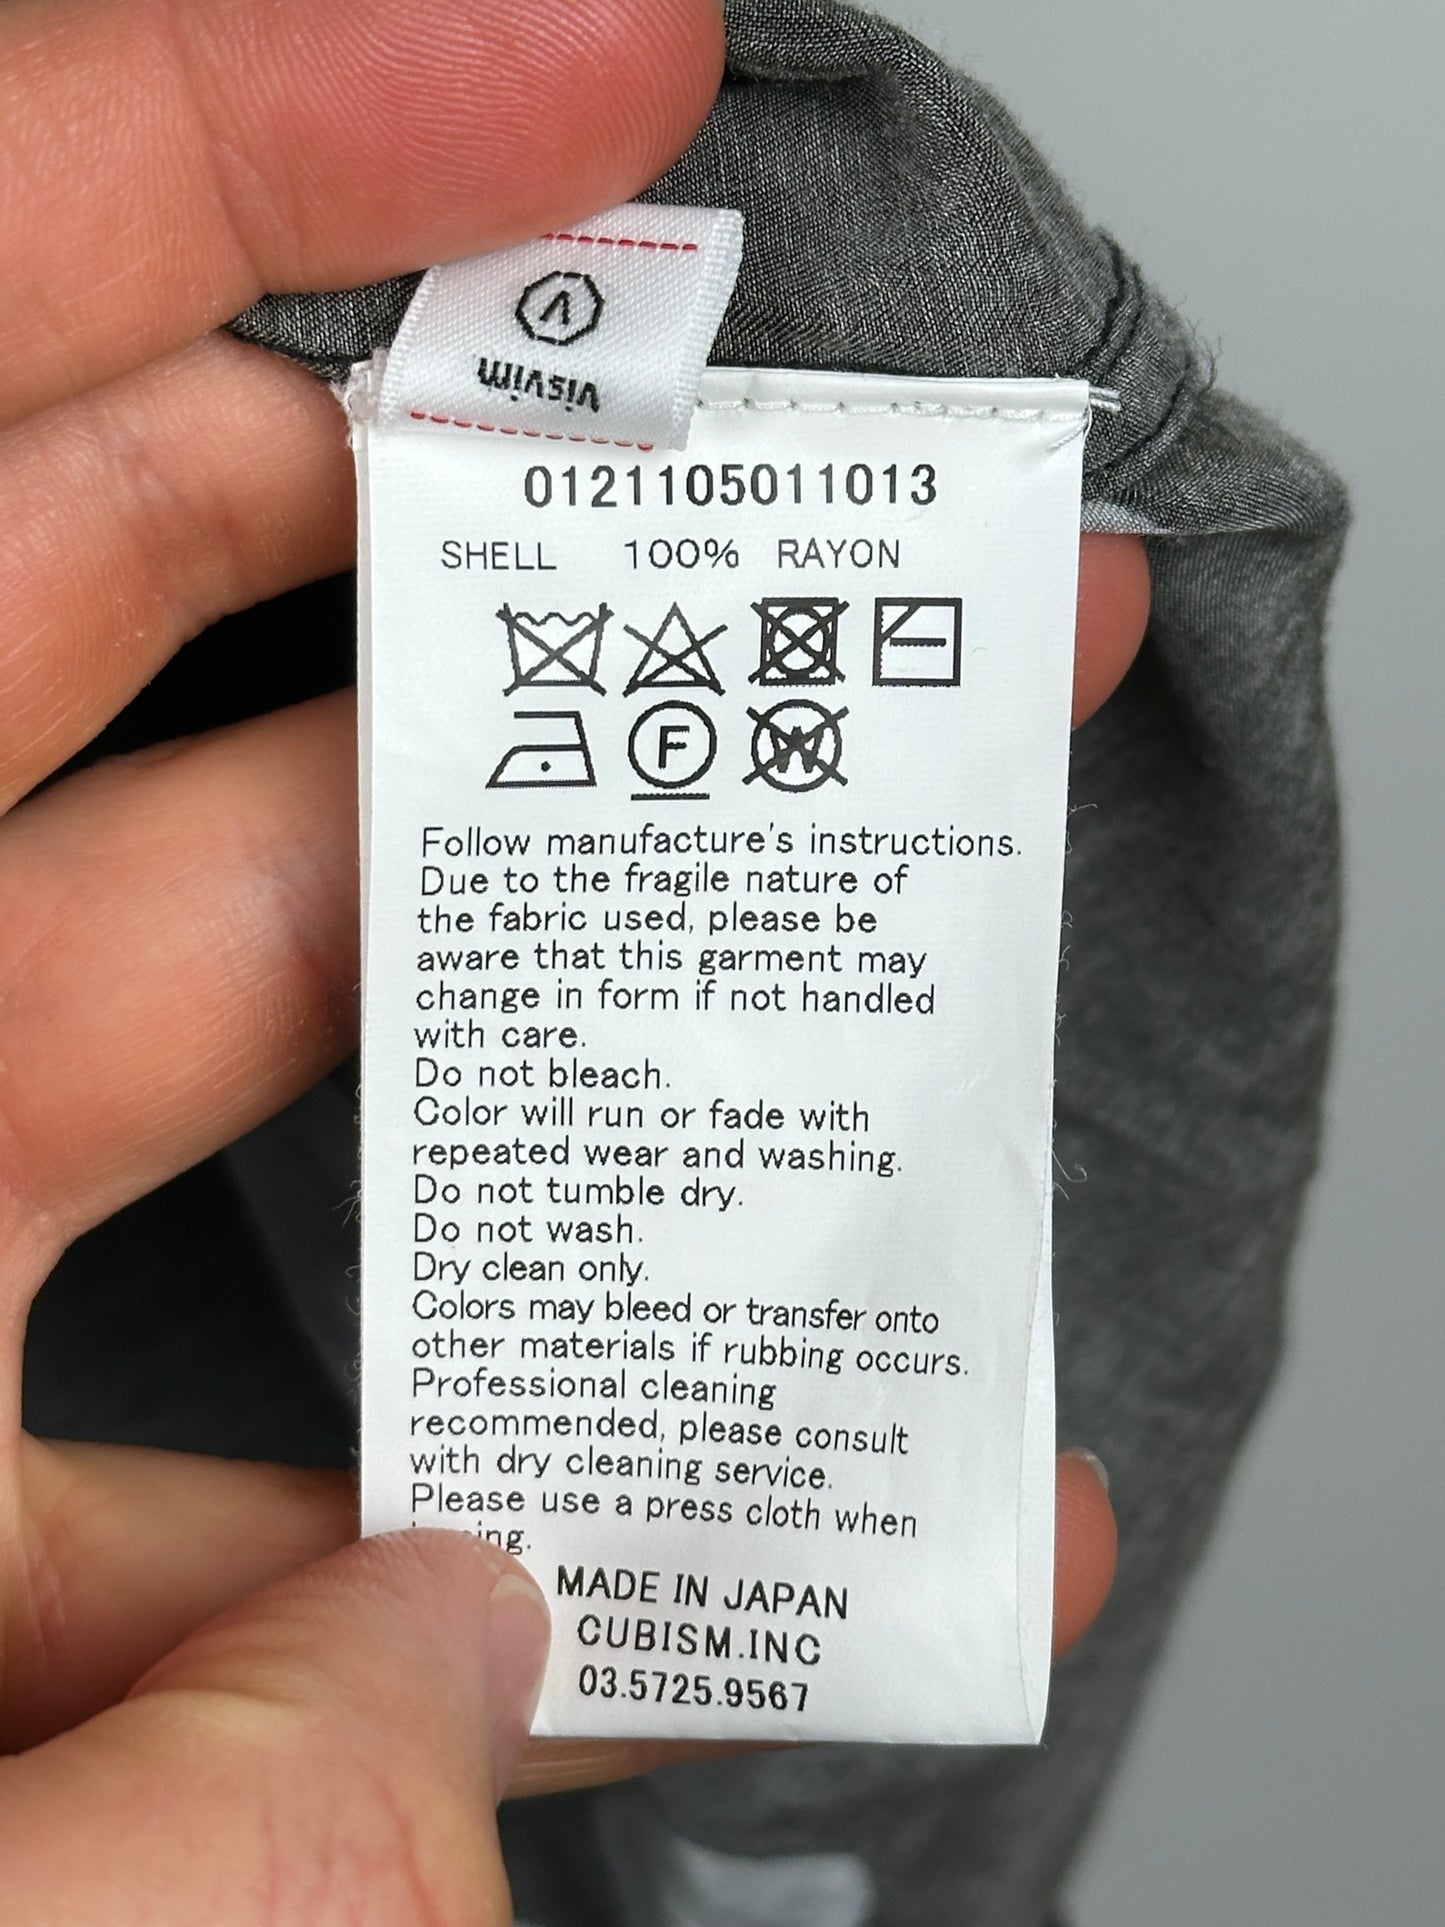 visvim
0121105011013
SHELL 100% RAYON
F W
Follow manufacture's instructions.
Due to the fragile nature of
the fabric used, please be
aware that this garment may
change in form if not handled
with care.
Do not bleach.
Color will run or fade with
repeated wear and washing.
Do not tumble dry.
Do not wash.
Dry clean only.
Colors may bleed or transfer onto
other materials if rubbing occurs.
Professional cleaning
recommended, please consult
with dry cleaning service.
Please use a press cloth when
MADE IN JAPAN
CUBISM.INC
03.5725.9567